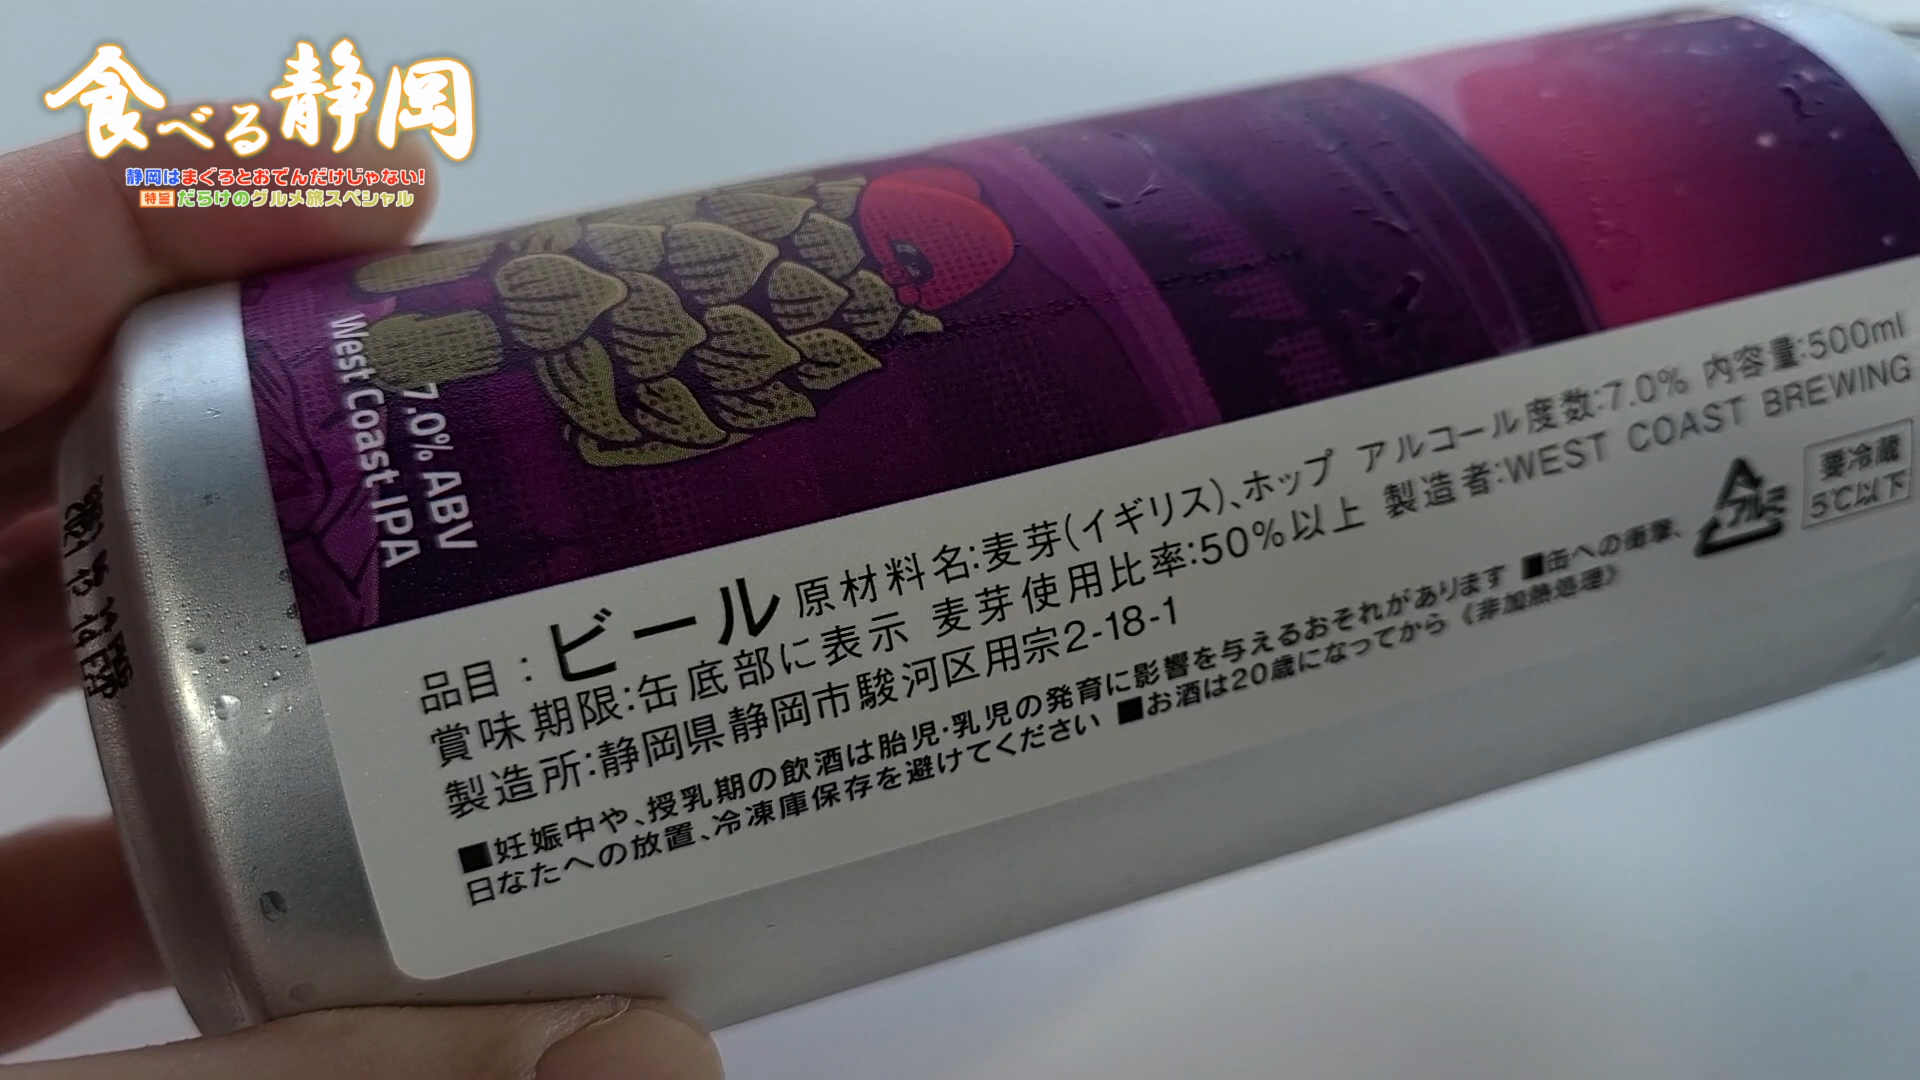 食べる静岡
静岡はまぐろとおでんだけじゃない!
特旨だらけのグルメ旅スペシャル
7.0% ABV
West Coast IPA
品目：ビール 原材料名:麦芽(イギリス)、ホップ アルコール度数:7.0% 内容量:500ml
賞味期限:缶底部に表示 麦芽使用比率:50%以上 製造者:WEST COAST BREWING
製造所:静岡県静岡市駿河区用宗2-18-1
■妊娠中や、授乳期の飲酒は胎児・乳児の発育に影響を与えるおそれがあります ■缶への衝撃、
日なたへの放置、冷凍庫保存を避けてください ■お酒は20歳になってから《非加熱処理》
アルミ
要冷蔵
5℃以下